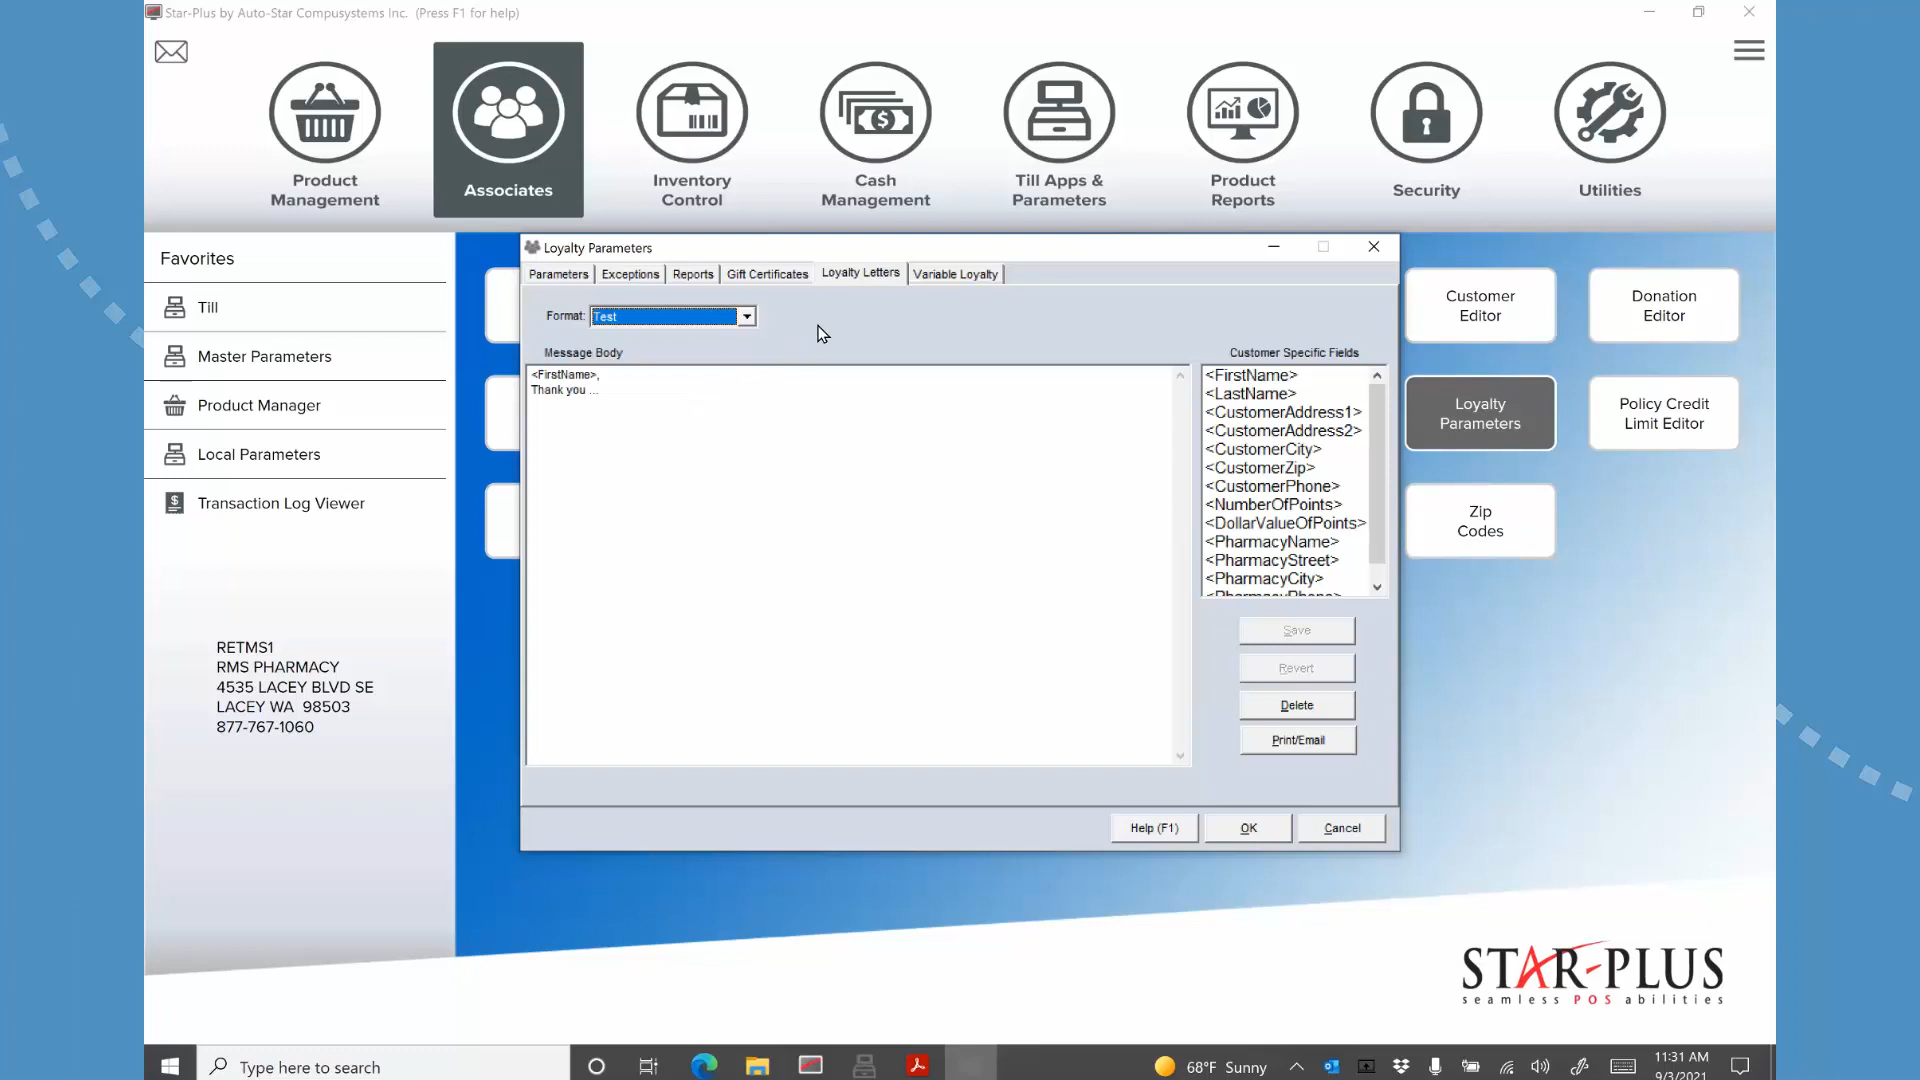 Star-Plus by Auto-Star Compusystems Inc. (Press F1 for help)
Product
Management
Associates
Inventory
Control
Cash
Management
Till Apps &
Parameters
Product
Reports
Security
Utilities
Favorites
Till
Master Parameters
Product Manager
Local Parameters
Transaction Log Viewer
RETMS1
RMS PHARMACY
4535 LACEY BLVD SE
LACEY WA 98503
877-767-1060
Loyalty Parameters
Parameters
Exceptions
Reports
Gift Certificates
Loyalty Letters
Variable Loyalty
Format: Test
Message Body
<FirstName>,
Thank you ...
Customer Specific Fields
<FirstName>
<LastName>
<CustomerAddress1>
<CustomerAddress2>
<CustomerCity>
<CustomerZip>
<CustomerPhone>
<NumberOfPoints>
<DollarValueOfPoints>
<PharmacyName>
<PharmacyStreet>
<PharmacyCity>
<PharmacyPhone>
Save
Revert
Delete
Print/Email
Help (F1)
OK
Cancel
Customer
Editor
Donation
Editor
Loyalty
Parameters
Policy Credit
Limit Editor
Zip
Codes
STAR-PLUS
seamless POS abilities
Type here to search
68°F Sunny
11:31 AM
9/3/2021